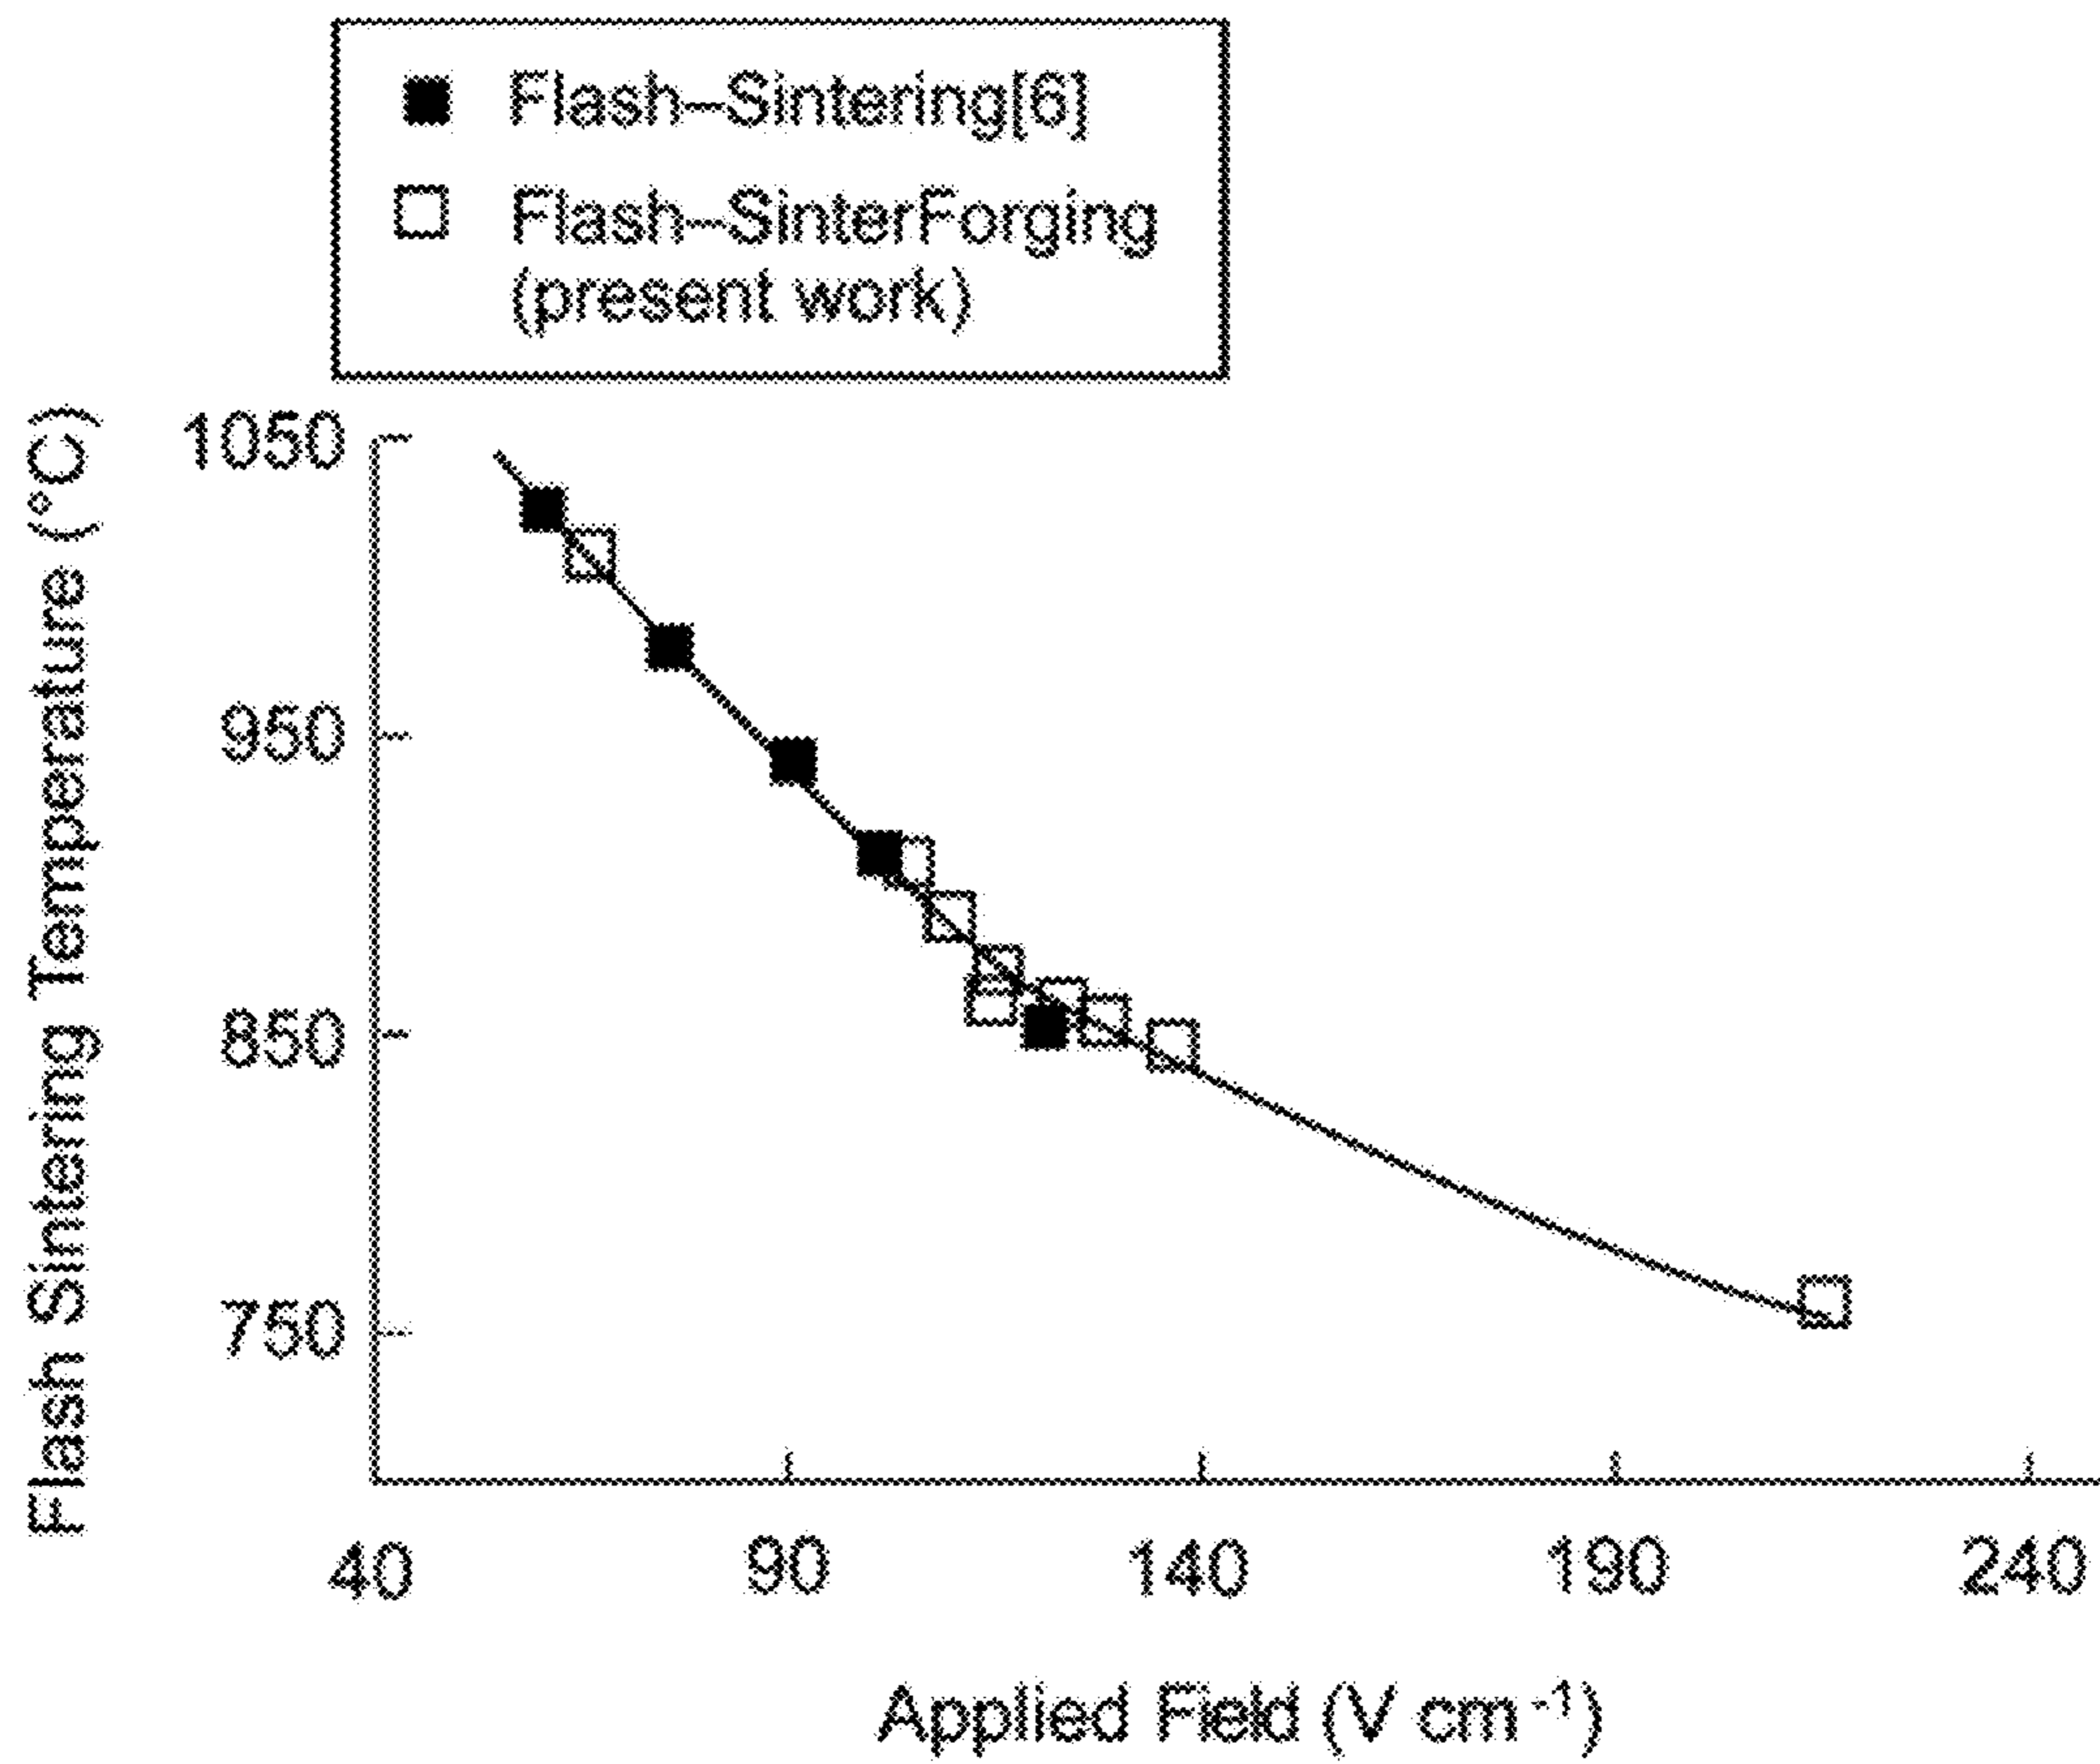 Flash–Sintering[6]
Flash–SinterForging
(present work)
Flash Sintering Temperature (°C)
1050
950
850
750
40 90 140 190 240
Applied Field (V cm⁻¹)